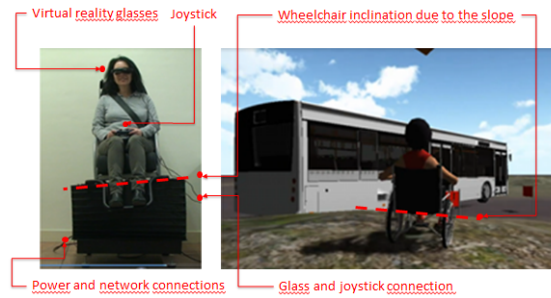 Virtual reality glasses
Joystick
Wheelchair inclination due to the slope
Power and network connections
Glass and joystick connection